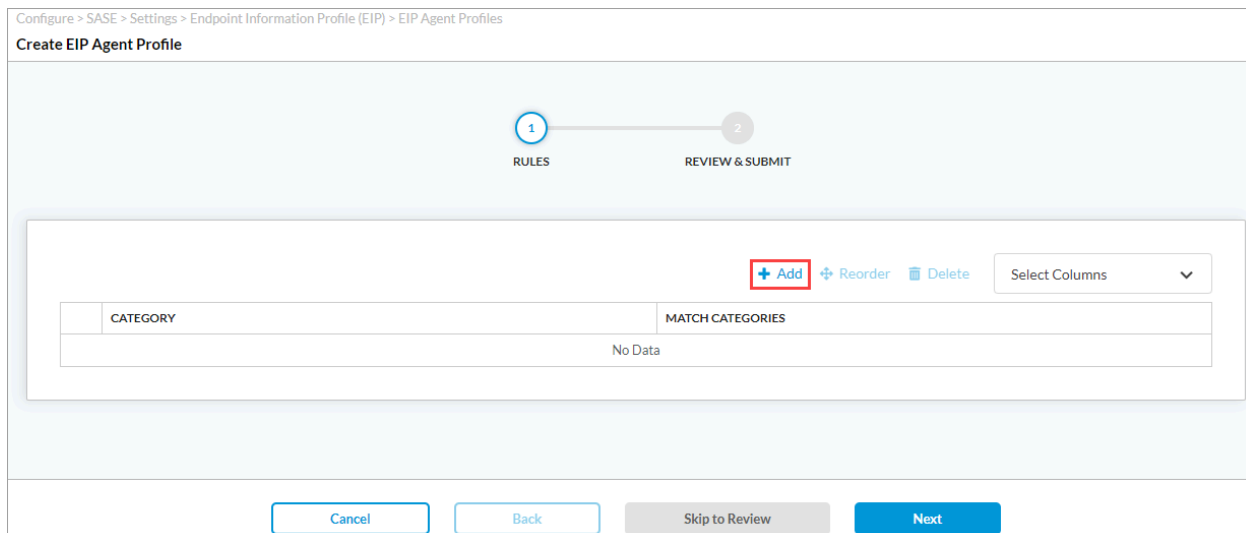 Configure > SASE > Settings > Endpoint Information Profile (EIP) > EIP Agent Profiles
Create EIP Agent Profile
1 2
RULES REVIEW & SUBMIT
Add Reorder Delete Select Columns
CATEGORY MATCH CATEGORIES
No Data
Cancel Back Skip to Review Next